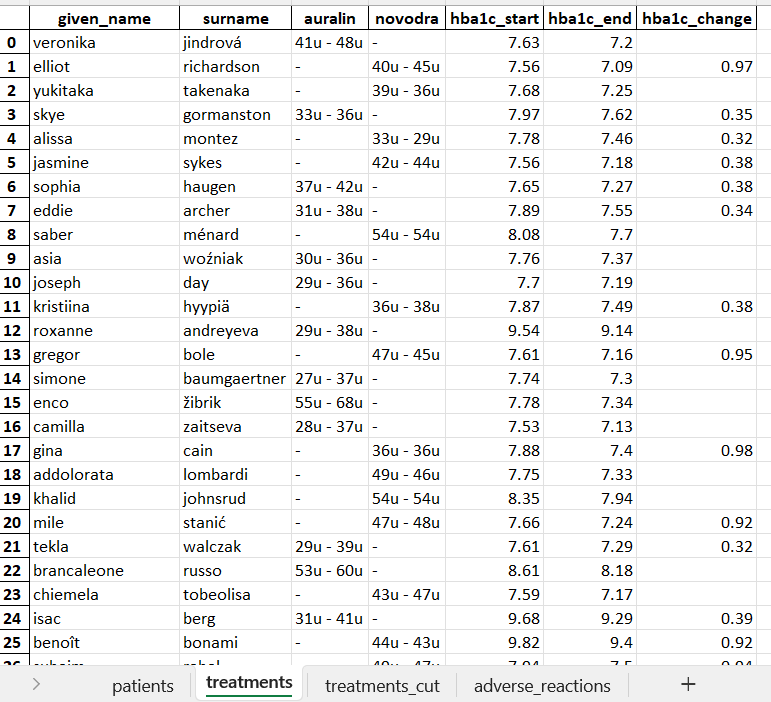 given_name surname auralin novodra hba1c_start hba1c_end hba1c_change
0 veronika jindrová 41u - 48u - 7.63 7.2
1 elliot richardson - 40u - 45u 7.56 7.09 0.97
2 yukitaka takenaka - 39u - 36u 7.68 7.25
3 skye gormanston 33u - 36u - 7.97 7.62 0.35
4 alissa montez - 33u - 29u 7.78 7.46 0.32
5 jasmine sykes - 42u - 44u 7.56 7.18 0.38
6 sophia haugen 37u - 42u - 7.65 7.27 0.38
7 eddie archer 31u - 38u - 7.89 7.55 0.34
8 saber ménard - 54u - 54u 8.08 7.7
9 asia woźniak 30u - 36u - 7.76 7.37
10 joseph day 29u - 36u - 7.7 7.19
11 kristiina hyypiä - 36u - 38u 7.87 7.49 0.38
12 roxanne andreyeva 29u - 38u - 9.54 9.14
13 gregor bole - 47u - 45u 7.61 7.16 0.95
14 simone baumgaertner 27u - 37u - 7.74 7.3
15 enco žibrik 55u - 68u - 7.78 7.34
16 camilla zaitseva 28u - 37u - 7.53 7.13
17 gina cain - 36u - 36u 7.88 7.4 0.98
18 addolorata lombardi - 49u - 46u 7.75 7.33
19 khalid johnsrud - 54u - 54u 8.35 7.94
20 mile stanić - 47u - 48u 7.66 7.24 0.92
21 tekla walczak 29u - 39u - 7.61 7.29 0.32
22 brancaleone russo 53u - 60u - 8.61 8.18
23 chiemela tobeolisa - 43u - 47u 7.59 7.17
24 isac berg 31u - 41u - 9.68 9.29 0.39
25 benoît bonami - 44u - 43u 9.82 9.4 0.92
patients treatments treatments_cut adverse_reactions